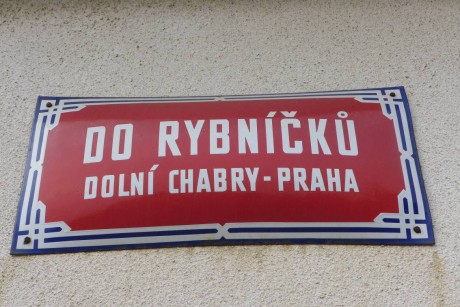 DO RYBNÍČKŮ
DOLNÍ CHABRY-PRAHA